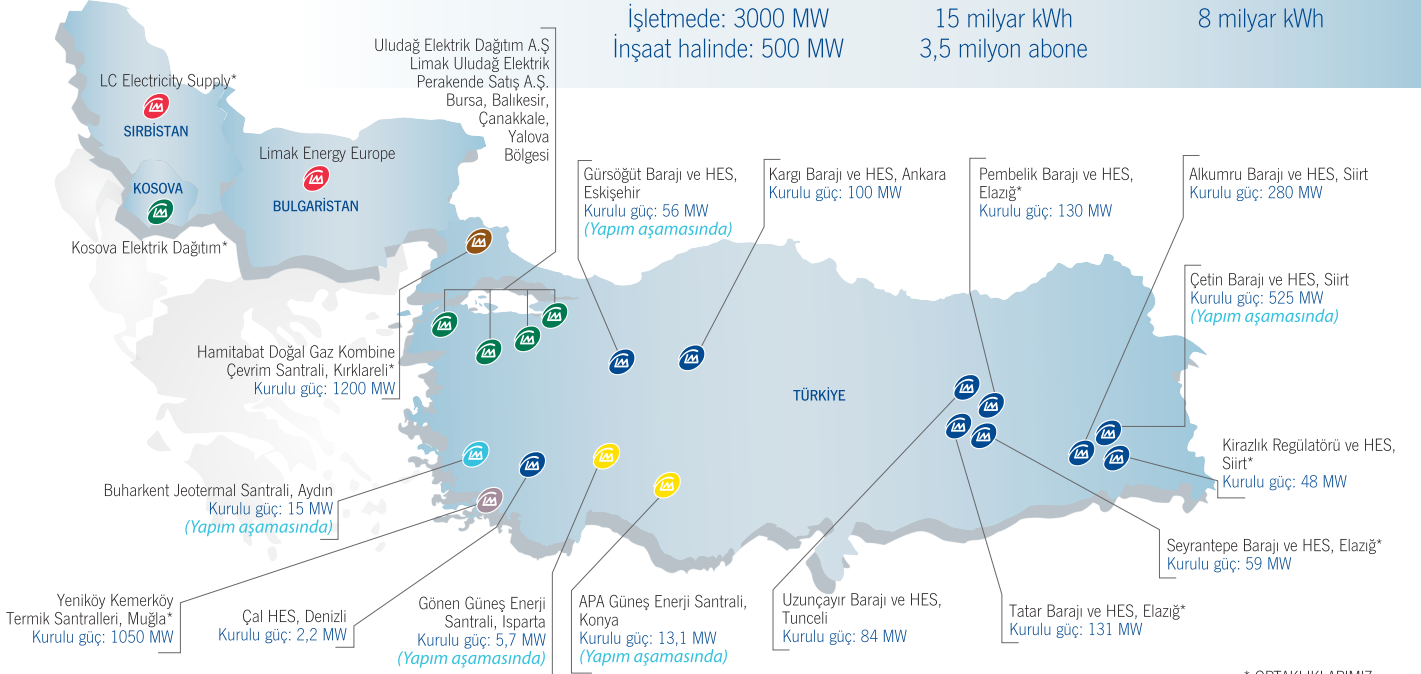 İşletmede: 3000 MW
İnşaat halinde: 500 MW
15 milyar kWh
3,5 milyon abone
8 milyar kWh
Uludağ Elektrik Dağıtım A.Ş
Limak Uludağ Elektrik
Perakende Satış A.Ş.
Bursa, Balıkesir,
Çanakkale,
Yalova
Bölgesi
LC Electricity Supply*
SIRBİSTAN
Limak Energy Europe
BULGARİSTAN
KOSOVA
Kosova Elektrik Dağıtım*
Gürsöğüt Barajı ve HES,
Eskişehir
Kurulu güç: 56 MW
(Yapım aşamasında)
Kargı Barajı ve HES, Ankara
Kurulu güç: 100 MW
Pembelik Barajı ve HES,
Elazığ*
Kurulu güç: 130 MW
Alkumru Barajı ve HES, Siirt
Kurulu güç: 280 MW
Çetin Barajı ve HES, Siirt
Kurulu güç: 525 MW
(Yapım aşamasında)
Hamitabat Doğal Gaz Kombine
Çevrim Santrali, Kırklareli*
Kurulu güç: 1200 MW
TÜRKİYE
Kirazlık Regülatörü ve HES,
Siirt*
Kurulu güç: 48 MW
Buharkent Jeotermal Santrali, Aydın
Kurulu güç: 15 MW
(Yapım aşamasında)
Seyrantepe Barajı ve HES, Elazığ*
Kurulu güç: 59 MW
Yeniköy Kemerköy
Termik Santralleri, Muğla*
Kurulu güç: 1050 MW
Çal HES, Denizli
Kurulu güç: 2,2 MW
Gönen Güneş Enerji
Santrali, Isparta
Kurulu güç: 5,7 MW
(Yapım aşamasında)
APA Güneş Enerji Santrali,
Konya
Kurulu güç: 13,1 MW
(Yapım aşamasında)
Uzunçayır Barajı ve HES,
Tunceli
Kurulu güç: 84 MW
Tatar Barajı ve HES, Elazığ*
Kurulu güç: 131 MW
* ORTAKLIKLARIMIZ